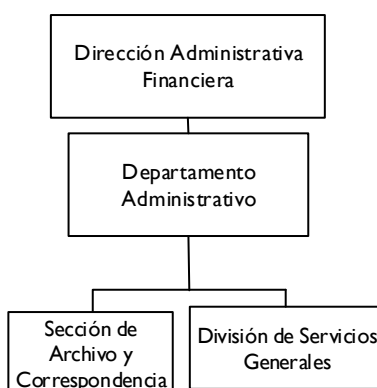 Dirección Administrativa
Financiera
Departamento
Administrativo
Sección de
Archivo y
Correspondencia
División de Servicios
Generales